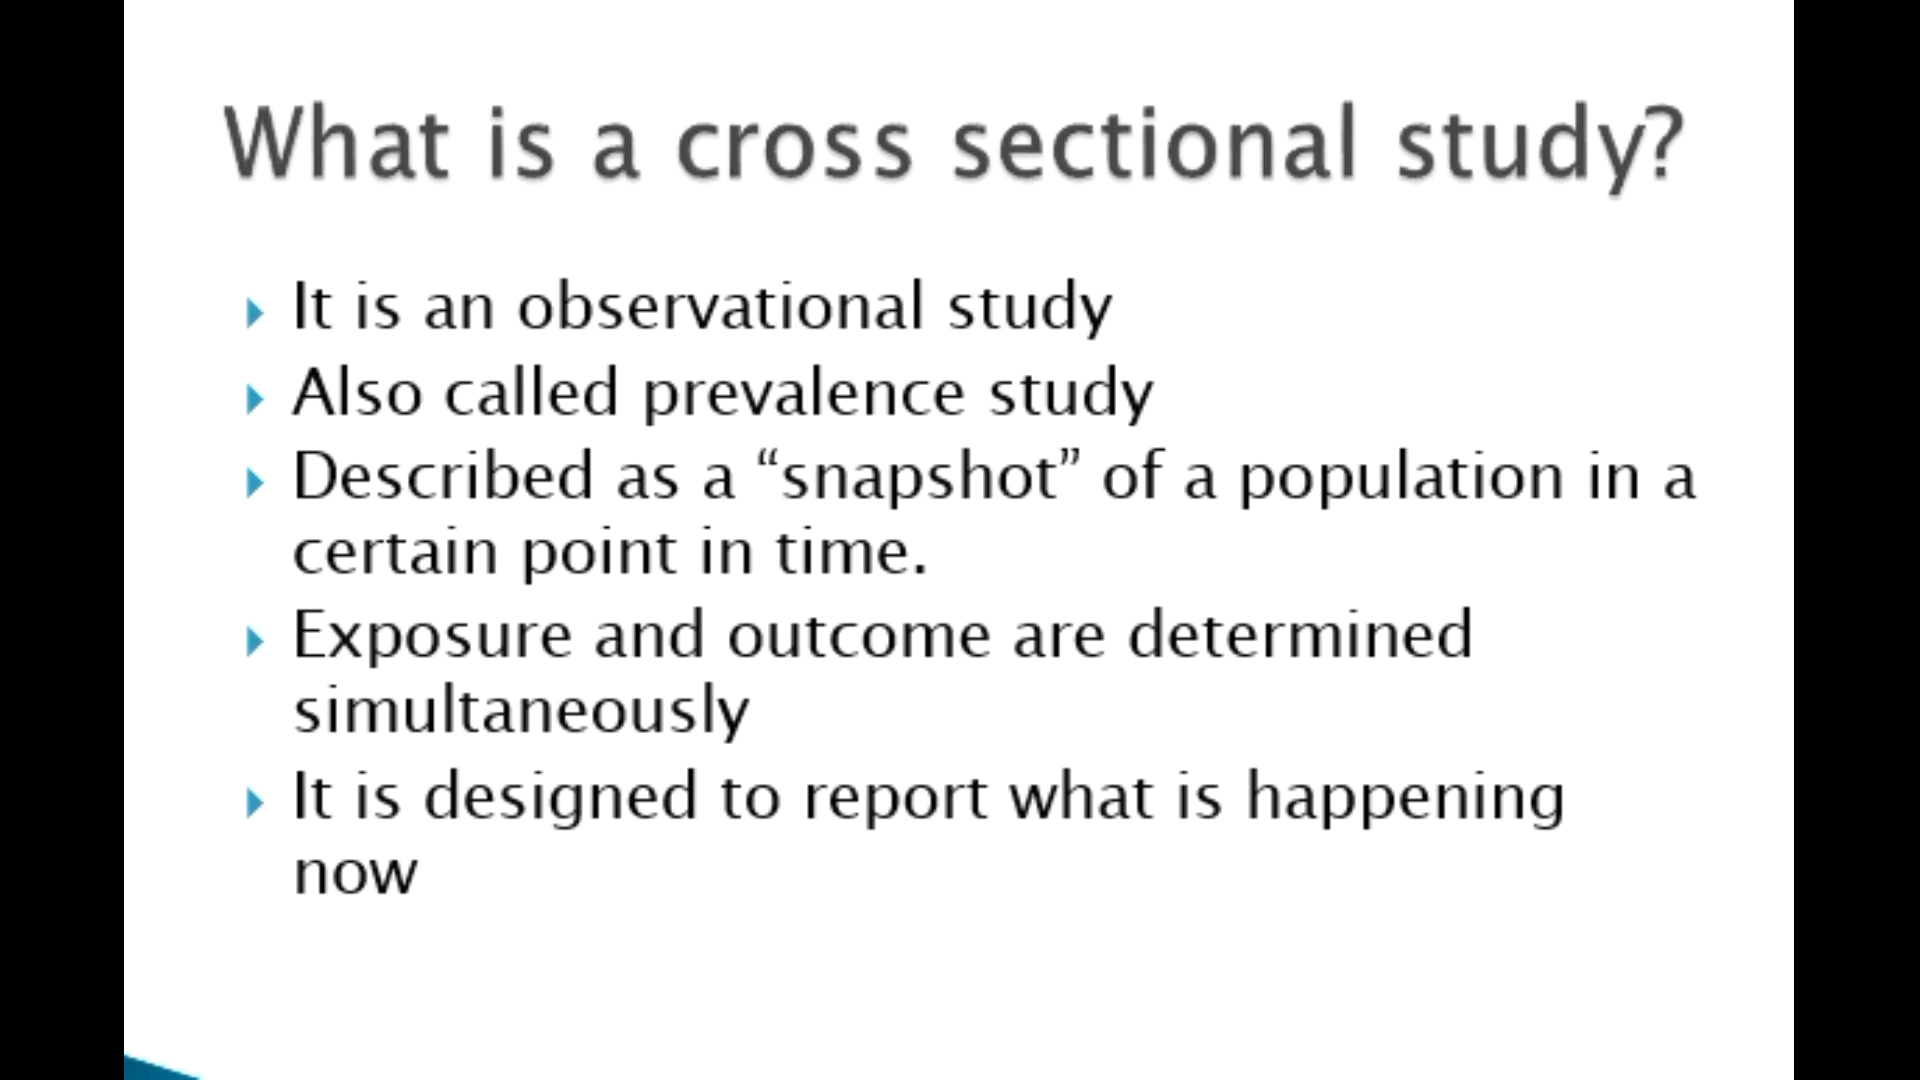 What is a cross sectional study?
It is an observational study
Also called prevalence study
Described as a “snapshot” of a population in a
certain point in time.
Exposure and outcome are determined
simultaneously
It is designed to report what is happening
now